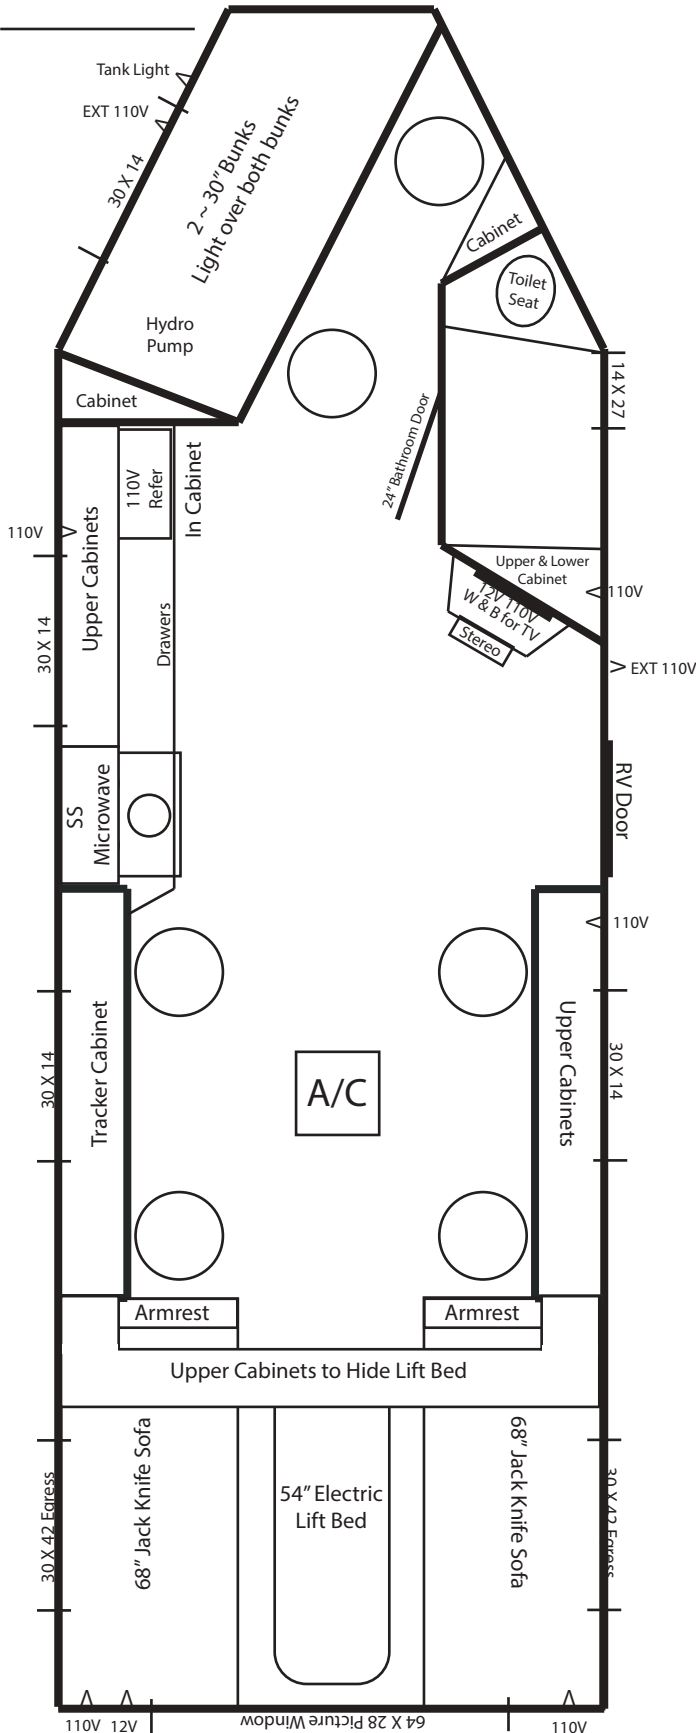 Tank Light
EXT 110V
30 X 14
2 ~ 30" Bunks
Light over both bunks
Cabinet
Toilet
Seat
Hydro
Pump
Cabinet
14 X 27
24" Bathroom Door
110V
Refer
In Cabinet
Upper Cabinets
110V
Upper & Lower
Cabinet
110V
12V 110V
W & B for TV
Stereo
Drawers
30 X 14
EXT 110V
RV Door
SS
Microwave
110V
Tracker Cabinet
Upper Cabinets
30 X 14
30 X 14
A/C
Armrest
Armrest
Upper Cabinets to Hide Lift Bed
68" Jack Knife Sofa
68" Jack Knife Sofa
54" Electric
Lift Bed
30 X 42 Egress
30 X 42 Egress
64 X 28 Picture Window
110V
12V
110V